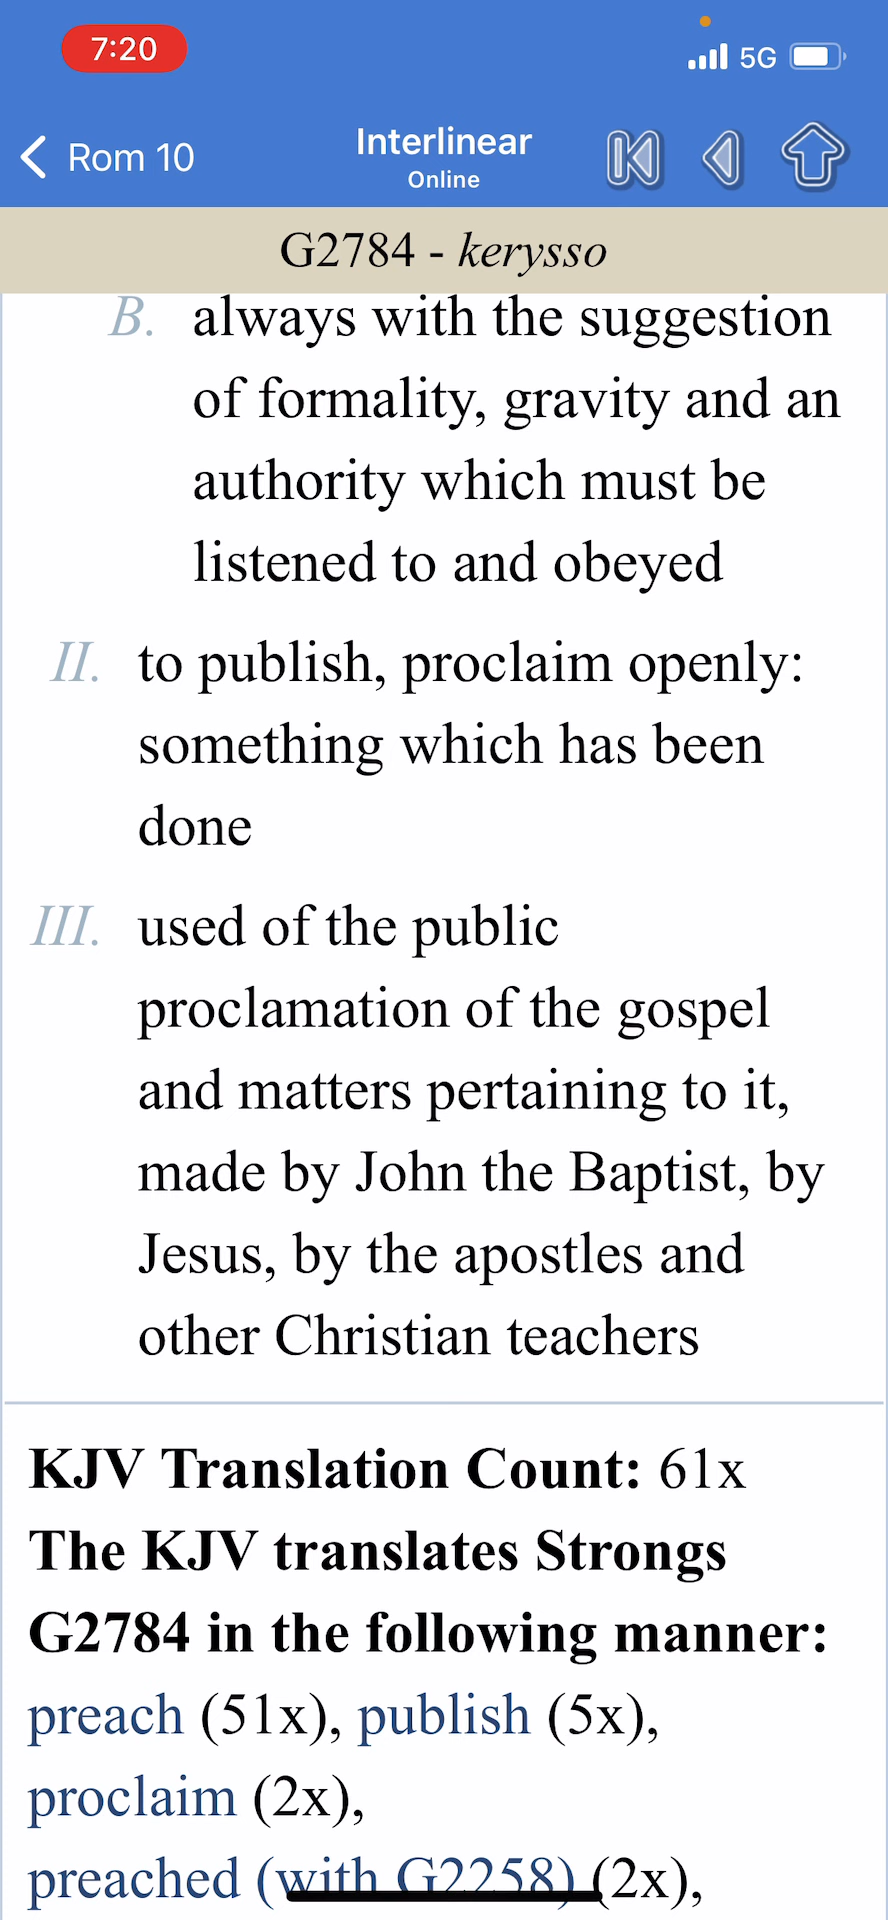 7:20
5G
Rom 10
Interlinear
Online
G2784 - kerysso
B. always with the suggestion
of formality, gravity and an
authority which must be
listened to and obeyed
II. to publish, proclaim openly:
something which has been
done
III. used of the public
proclamation of the gospel
and matters pertaining to it,
made by John the Baptist, by
Jesus, by the apostles and
other Christian teachers
KJV Translation Count: 61x
The KJV translates Strongs
G2784 in the following manner:
preach (51x), publish (5x),
proclaim (2x),
preached (with G2258) (2x),